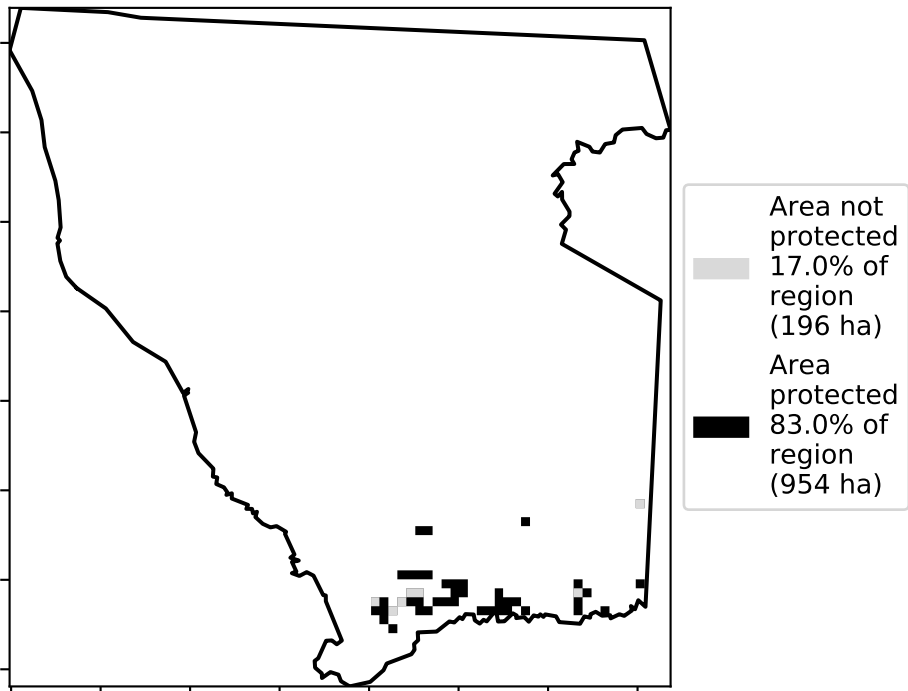 Area not
protected
17.0% of
region
(196 ha)
Area
protected
83.0% of
region
(954 ha)